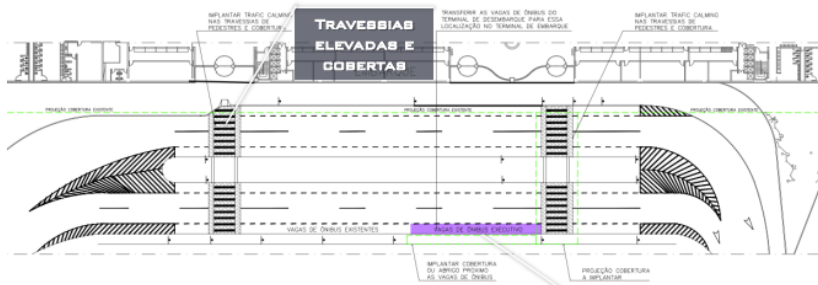 IMPLANTAR TRAFIC CALMING
NAS TRAVESSIAS DE
PEDESTRES E COBERTURA
TRAVESSIAS
ELEVADAS E
COBERTAS
TRANSFERIR AS VAGAS DE ÔNIBUS DO
TERMINAL DE DESEMBARQUE PARA ESSA
LOCALIZAÇÃO NO TERMINAL DE EMBARQUE
IMPLANTAR TRAFIC CALMING
NAS TRAVESSIAS DE
PEDESTRES E COBERTURA
EMBARQUE
PROJEÇÃO COBERTURA EXISTENTE
PROJEÇÃO COBERTURA EXISTENTE
PROJEÇÃO COBERTURA EXISTENTE
VAGAS DE ÔNIBUS EXISTENTES
VAGAS DE ÔNIBUS EXECUTIVO
IMPLANTAR COBERTURA
OU ABRIGO PRÓXIMO
AS VAGAS DE ÔNIBUS
PROJEÇÃO COBERTURA
A IMPLANTAR